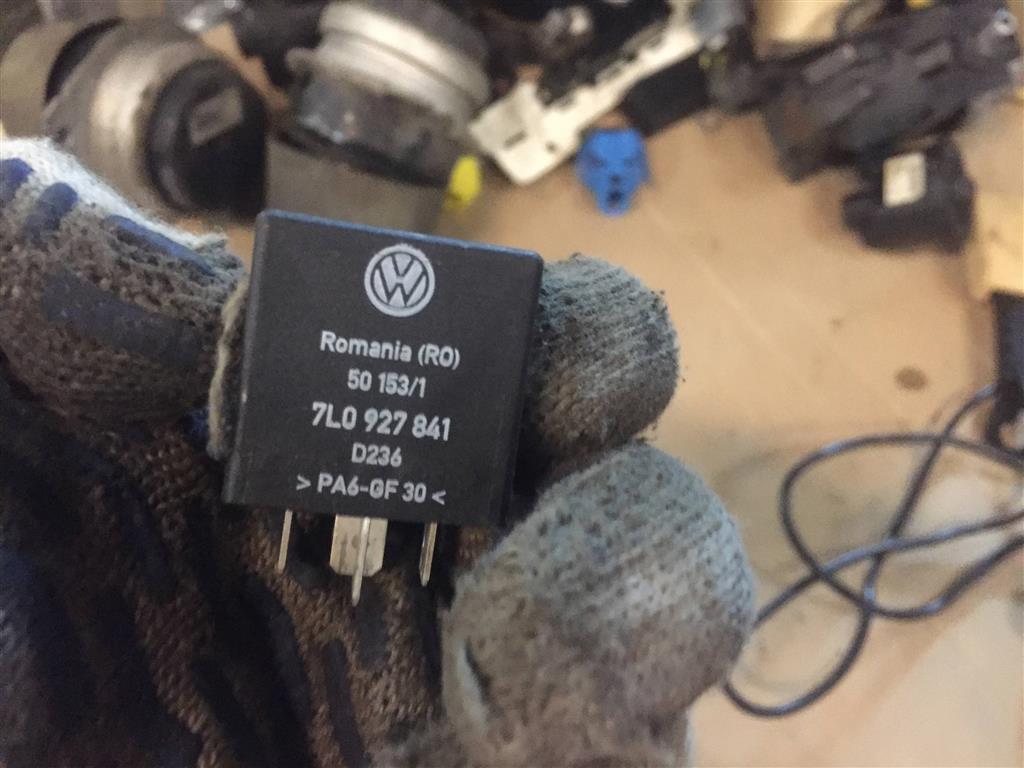 Romania (RO)
50 153/1
7L0 927 841
D236
> PA6-GF 30 <